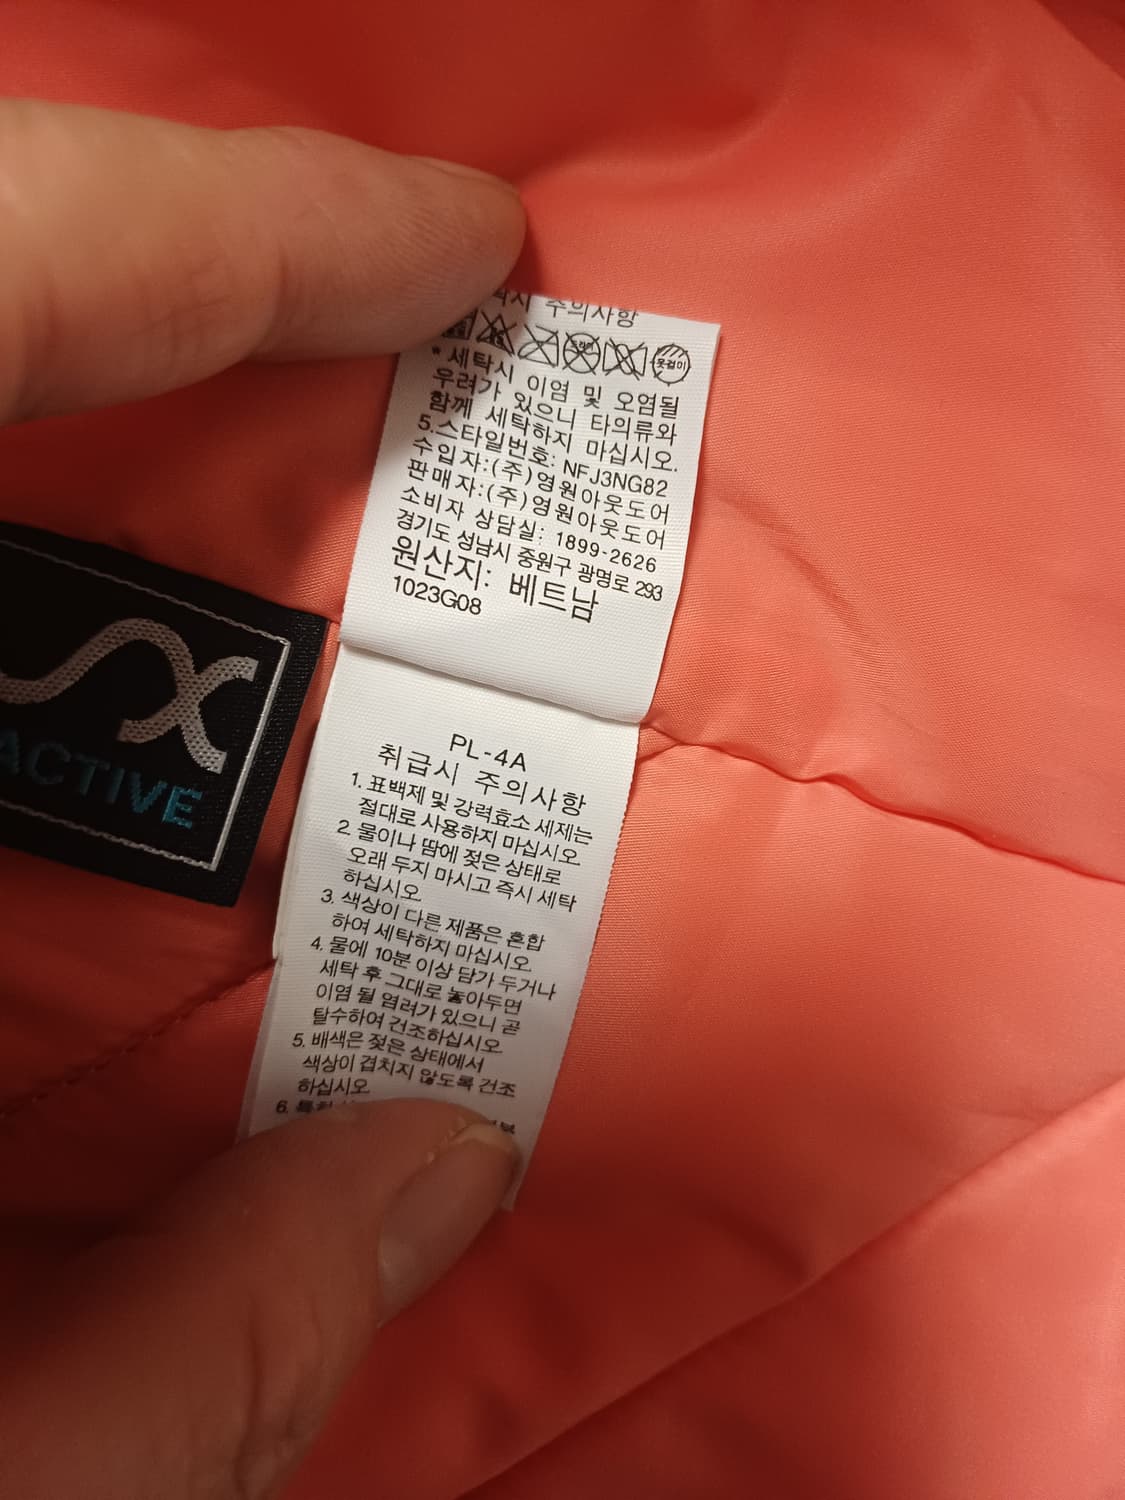 주의사항
옷걸이
* 세탁시 이염 및 오염될
우려가 있으니 타의류와
함께 세탁하지 마십시오.
5.스타일번호: NFJ3NG82
수입자:(주)영원아웃도어
판매자:(주)영원아웃도어
소비자 상담실: 1899-2626
경기도 성남시 중원구 광명로 293
원산지: 베트남
1023G08
ACTIVE
PL-4A
취급시 주의사항
1. 표백제 및 강력효소 세제는
절대로 사용하지 마십시오.
2. 물이나 땀에 젖은 상태로
오래 두지 마시고 즉시 세탁
하십시오.
3. 색상이 다른 제품은 혼합
하여 세탁하지 마십시오.
4. 물에 10분 이상 담가 두거나
세탁 후 그대로 놓아두면
이염 될 염려가 있으니 곧
탈수하여 건조하십시오.
5. 배색은 젖은 상태에서
색상이 겹치지 않도록 건조
하십시오.
6.